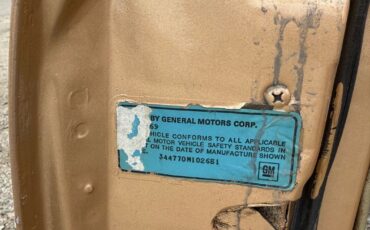 BY GENERAL MOTORS CORP.
69
VEHICLE CONFORMS TO ALL APPLICABLE
MOTOR VEHICLE SAFETY STANDARDS IN
T ON THE DATE OF MANUFACTURE SHOWN
E.
344770M102681
GM